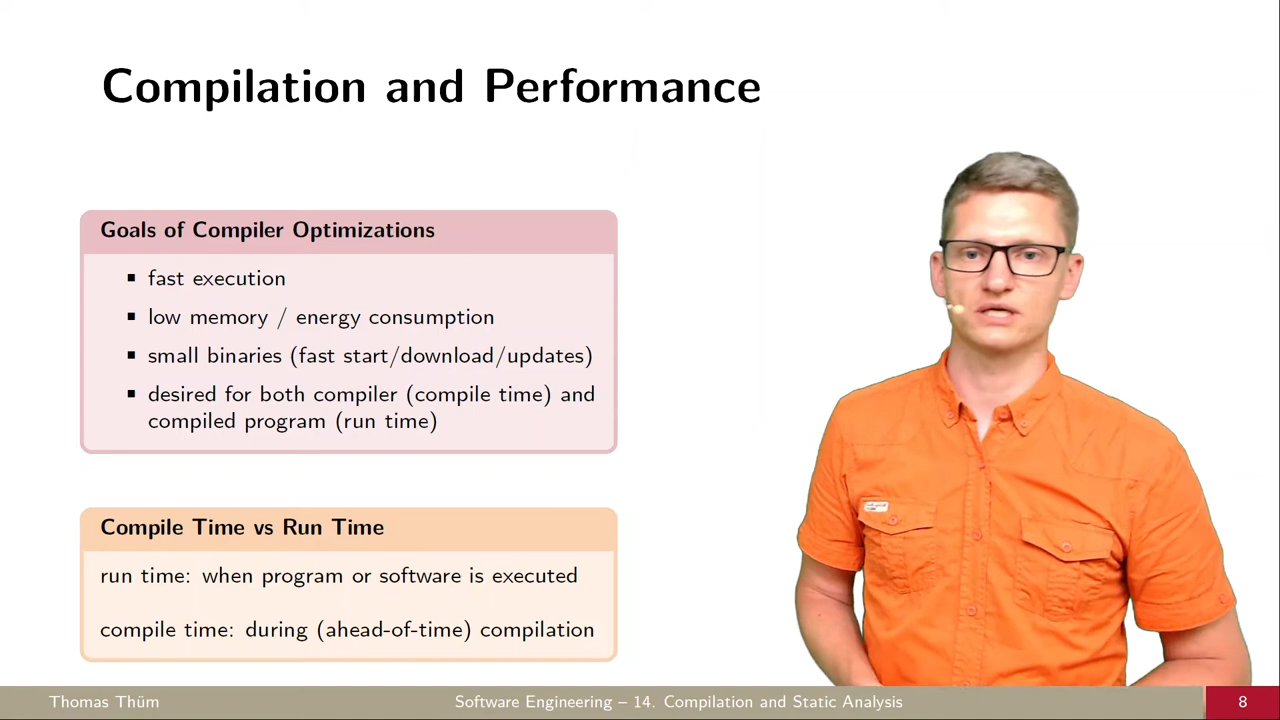 Compilation and Performance
Goals of Compiler Optimizations
▪ fast execution
▪ low memory / energy consumption
▪ small binaries (fast start/download/updates)
▪ desired for both compiler (compile time) and
compiled program (run time)
Compile Time vs Run Time
run time: when program or software is executed
compile time: during (ahead-of-time) compilation
Thomas Thüm
Software Engineering – 14. Compilation and Static Analysis
8